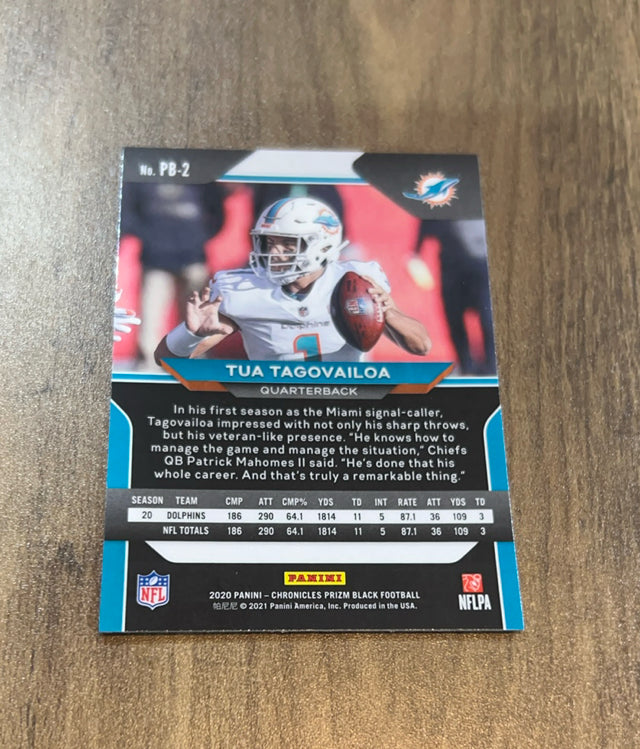 No. PB-2
Dolphins
1
TUA TAGOVAILOA
QUARTERBACK
In his first season as the Miami signal-caller,
Tagovailoa impressed with not only his sharp throws,
but his veteran-like presence. “He knows how to
manage the game and manage the situation,” Chiefs
QB Patrick Mahomes II said. “He's done that his
whole career. And that's truly a remarkable thing.”
SEASON TEAM CMP ATT CMP% YDS TD INT RATE ATT YDS TD
20 DOLPHINS 186 290 64.1 1814 11 5 87.1 36 109 3
NFL TOTALS 186 290 64.1 1814 11 5 87.1 36 109 3
PANINI
NFL
2020 PANINI – CHRONICLES PRIZM BLACK FOOTBALL
帕尼尼 © 2021 Panini America, Inc. Produced in the USA.
NFLPA